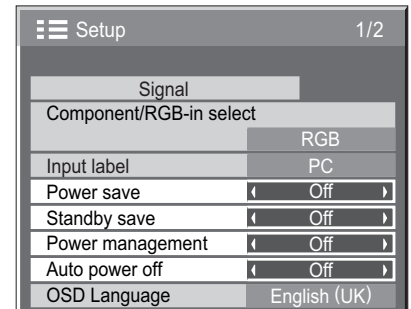 Setup 1/2
Signal
Component/RGB-in select
RGB
Input label PC
Power save Off
Standby save Off
Power management Off
Auto power off Off
OSD Language English (UK)